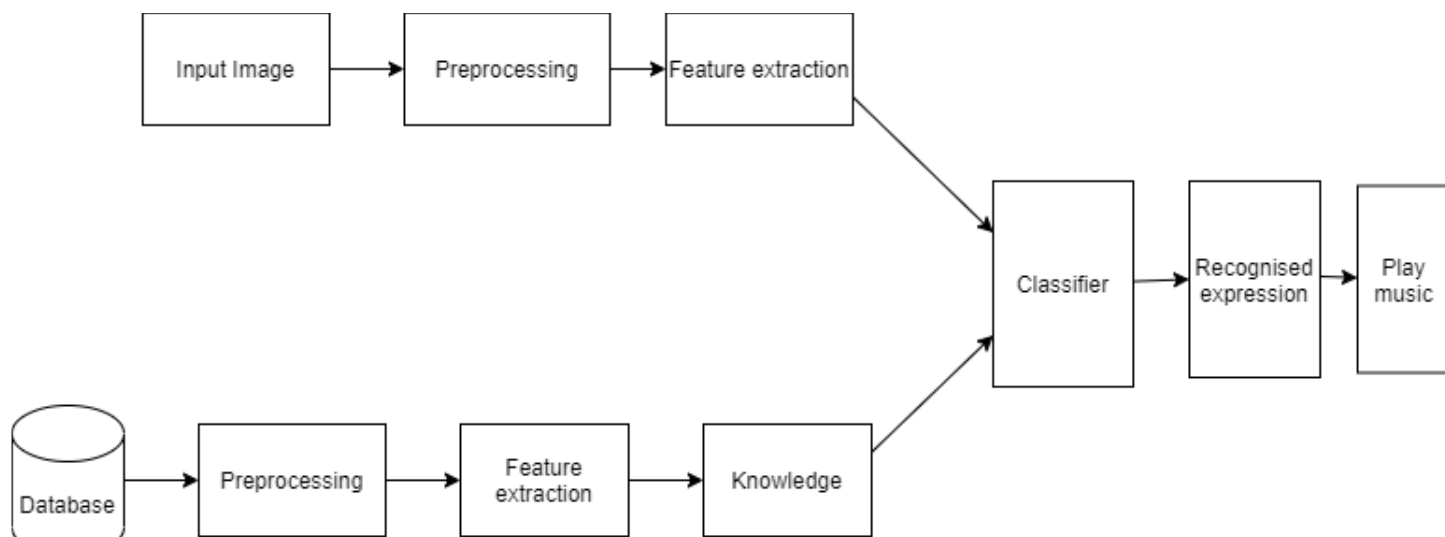 Input Image
Preprocessing
Feature extraction
Classifier
Recognised
expression
Play
music
Database
Preprocessing
Feature
extraction
Knowledge